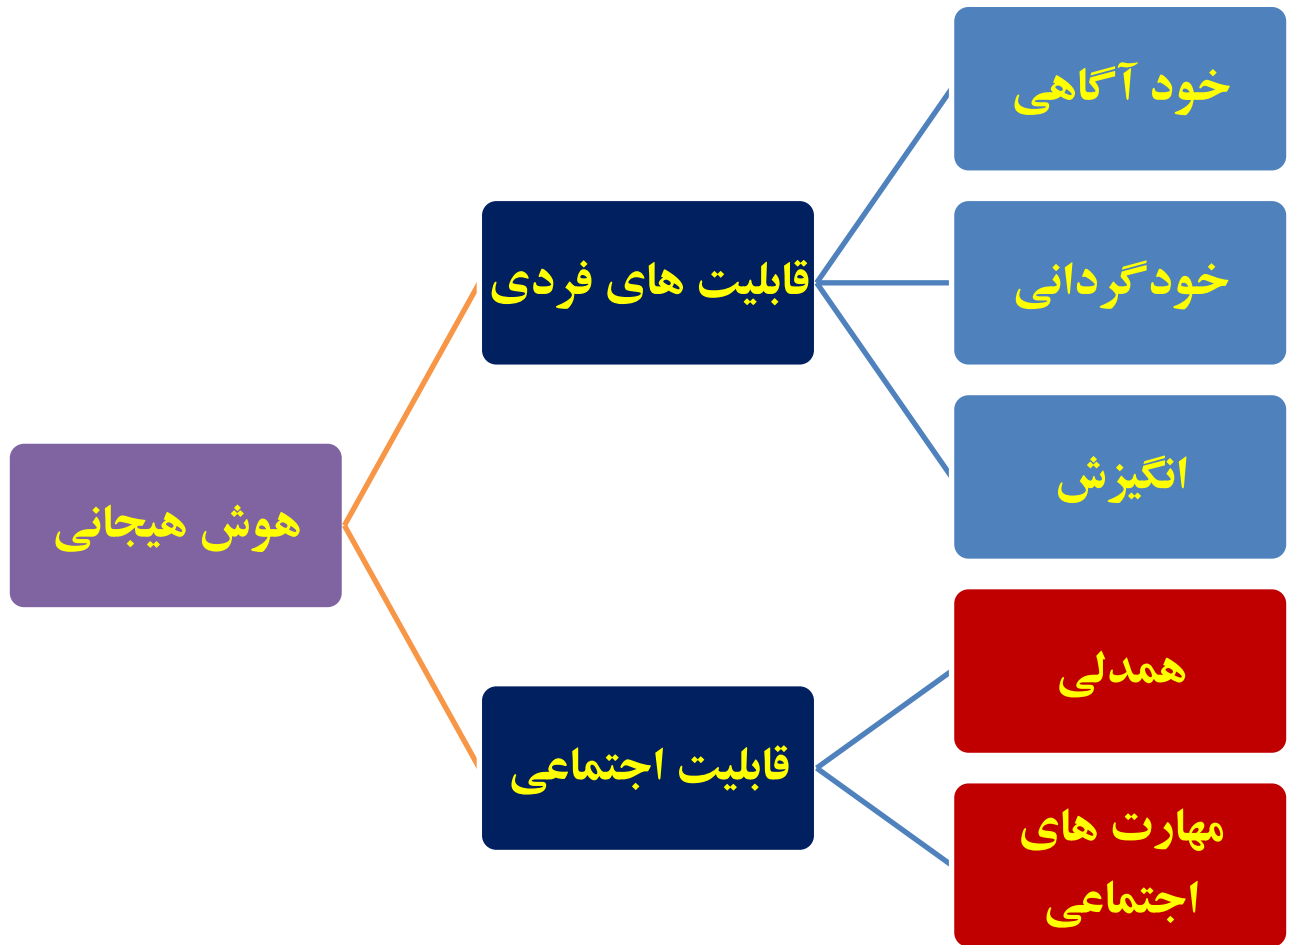 خود آگاهی
قابلیت های فردی
خودگردانی
انگیزش
هوش هیجانی
همدلی
قابلیت اجتماعی
مهارت های
اجتماعی